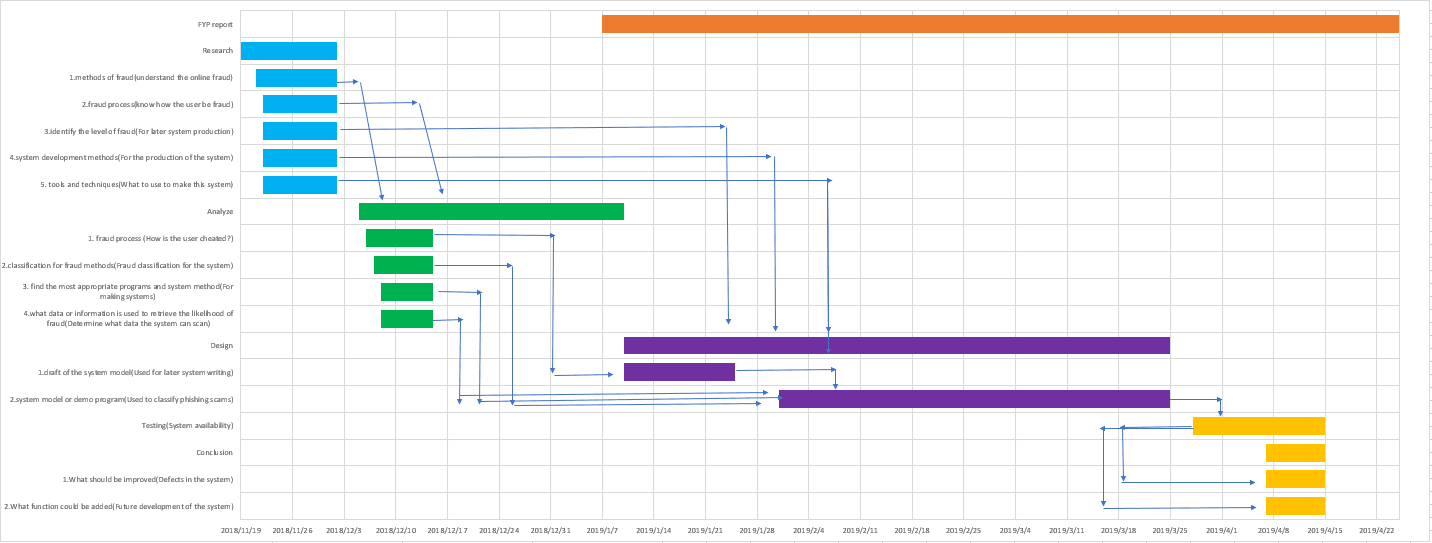 FYP report
Research
1.methods of fraud(understand the online fraud)
2.fraud process(know how the user be fraud)
3.identify the level of fraud(For later system production)
4.system development methods(For the production of the system)
5. tools and techniques(What to use to make this system)
Analyze
1. fraud process (How is the user cheated?)
2.classification for fraud methods(Fraud classification for the system)
3. find the most appropriate programs and system method(For
making systems)
4.what data or information is used to retrieve the likelihood of
fraud(Determine what data the system can scan)
Design
1.draft of the system model(Used for later system writing)
2.system model or demo program(Used to classify phishing scams)
Testing(System availability)
Conclusion
1.What should be improved(Defects in the system)
2.What function could be added(Future development of the system)
2018/11/19 2018/11/26 2018/12/3 2018/12/10 2018/12/17 2018/12/24 2018/12/31 2019/1/7 2019/1/14 2019/1/21 2019/1/28 2019/2/4 2019/2/11 2019/2/18 2019/2/25 2019/3/4 2019/3/11 2019/3/18 2019/3/25 2019/4/1 2019/4/8 2019/4/15 2019/4/22